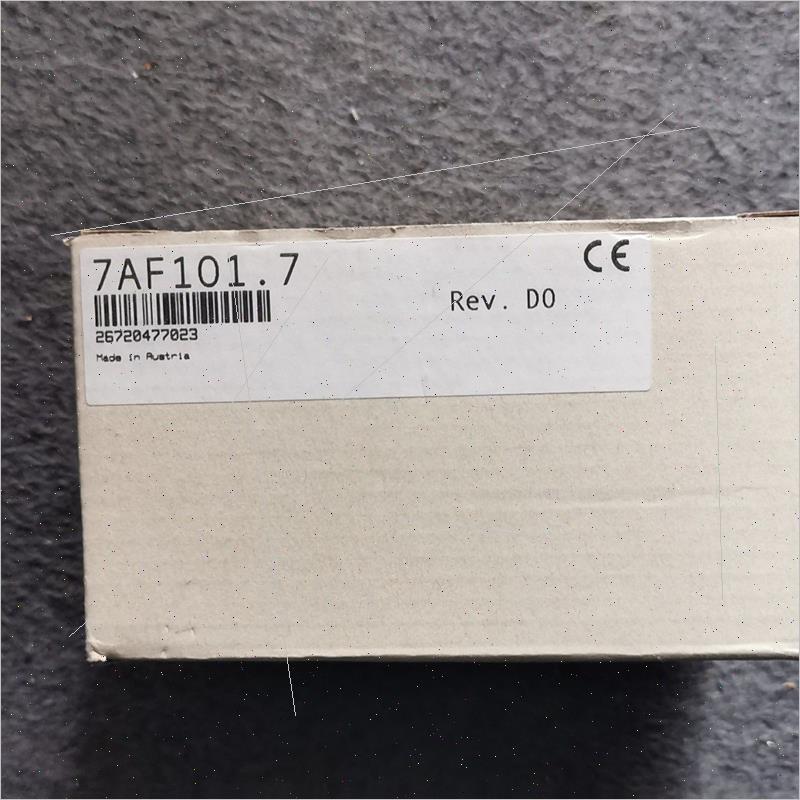 7AF101.7
CE
Rev. D0
26720477023
Made in Austria